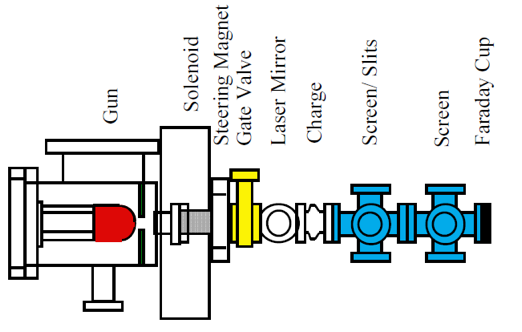 Gun
Solenoid
Steering Magnet
Gate Valve
Laser Mirror
Charge
Screen/ Slits
Screen
Faraday Cup